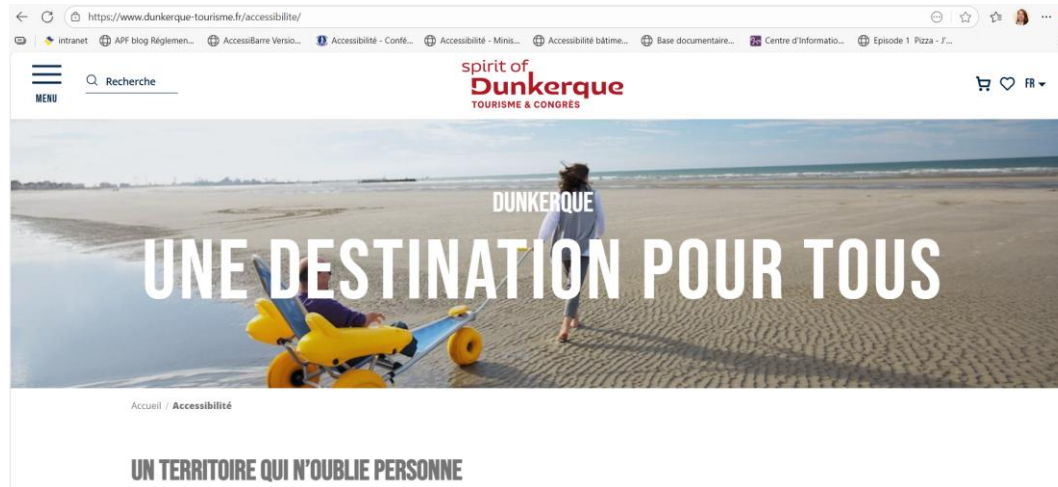 https://www.dunkerque-tourisme.fr/accessibilite/
intranet APF blog Réglemen... AccessiBarre Versio... Accessibilité - Confé... Accessibilité - Minis... Accessibilité bâtime... Base documentaire... Centre d'Informatio... Episode 1 Pizza - J'...
MENU
Recherche
spirit of
Dunkerque
TOURISME & CONGRÈS
FR
DUNKERQUE
UNE DESTINATION POUR TOUS
Accueil / Accessibilité
UN TERRITOIRE QUI N'OUBLIE PERSONNE